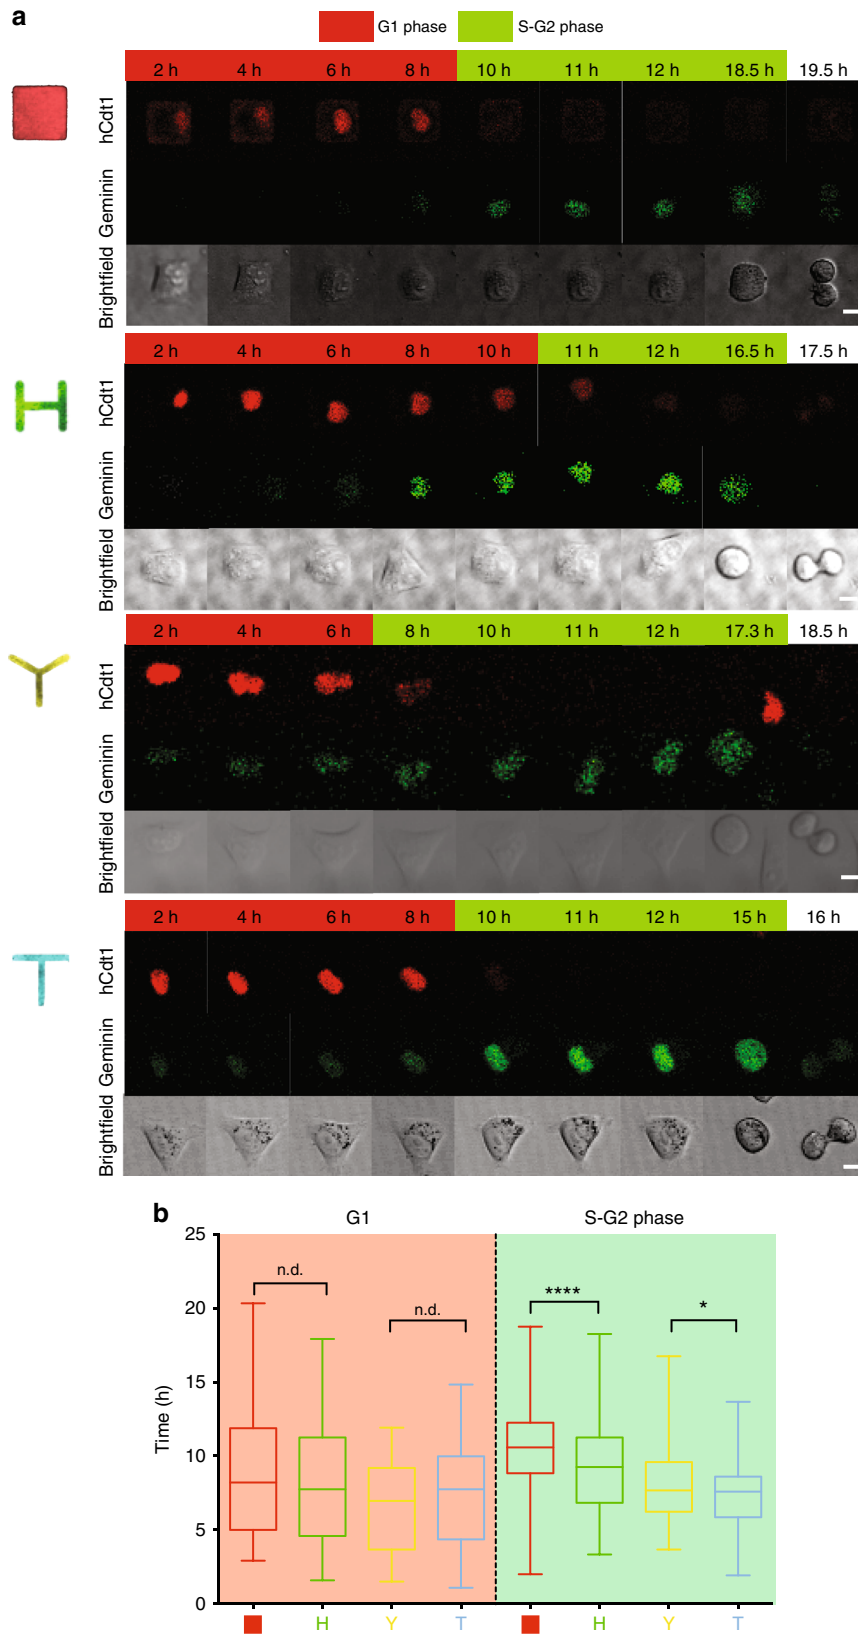 a
G1 phase S-G2 phase
2 h 4 h 6 h 8 h 10 h 11 h 12 h 18.5 h 19.5 h
hCdt1
Geminin
Brightfield
2 h 4 h 6 h 8 h 10 h 11 h 12 h 16.5 h 17.5 h
H
hCdt1
Geminin
Brightfield
2 h 4 h 6 h 8 h 10 h 11 h 12 h 17.3 h 18.5 h
Y
hCdt1
Geminin
Brightfield
2 h 4 h 6 h 8 h 10 h 11 h 12 h 15 h 16 h
T
hCdt1
Geminin
Brightfield
b
G1 S-G2 phase
Time (h)
25
20
15
10
5
0
n.d. n.d. **** *
H Y T H Y T